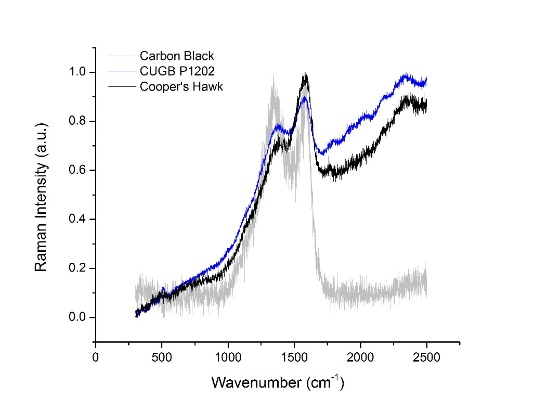 Carbon Black
CUGB P1202
Cooper's Hawk
1.0
0.8
0.6
0.4
0.2
0.0
Raman Intensity (a.u.)
0 500 1000 1500 2000 2500
Wavenumber (cm⁻¹)